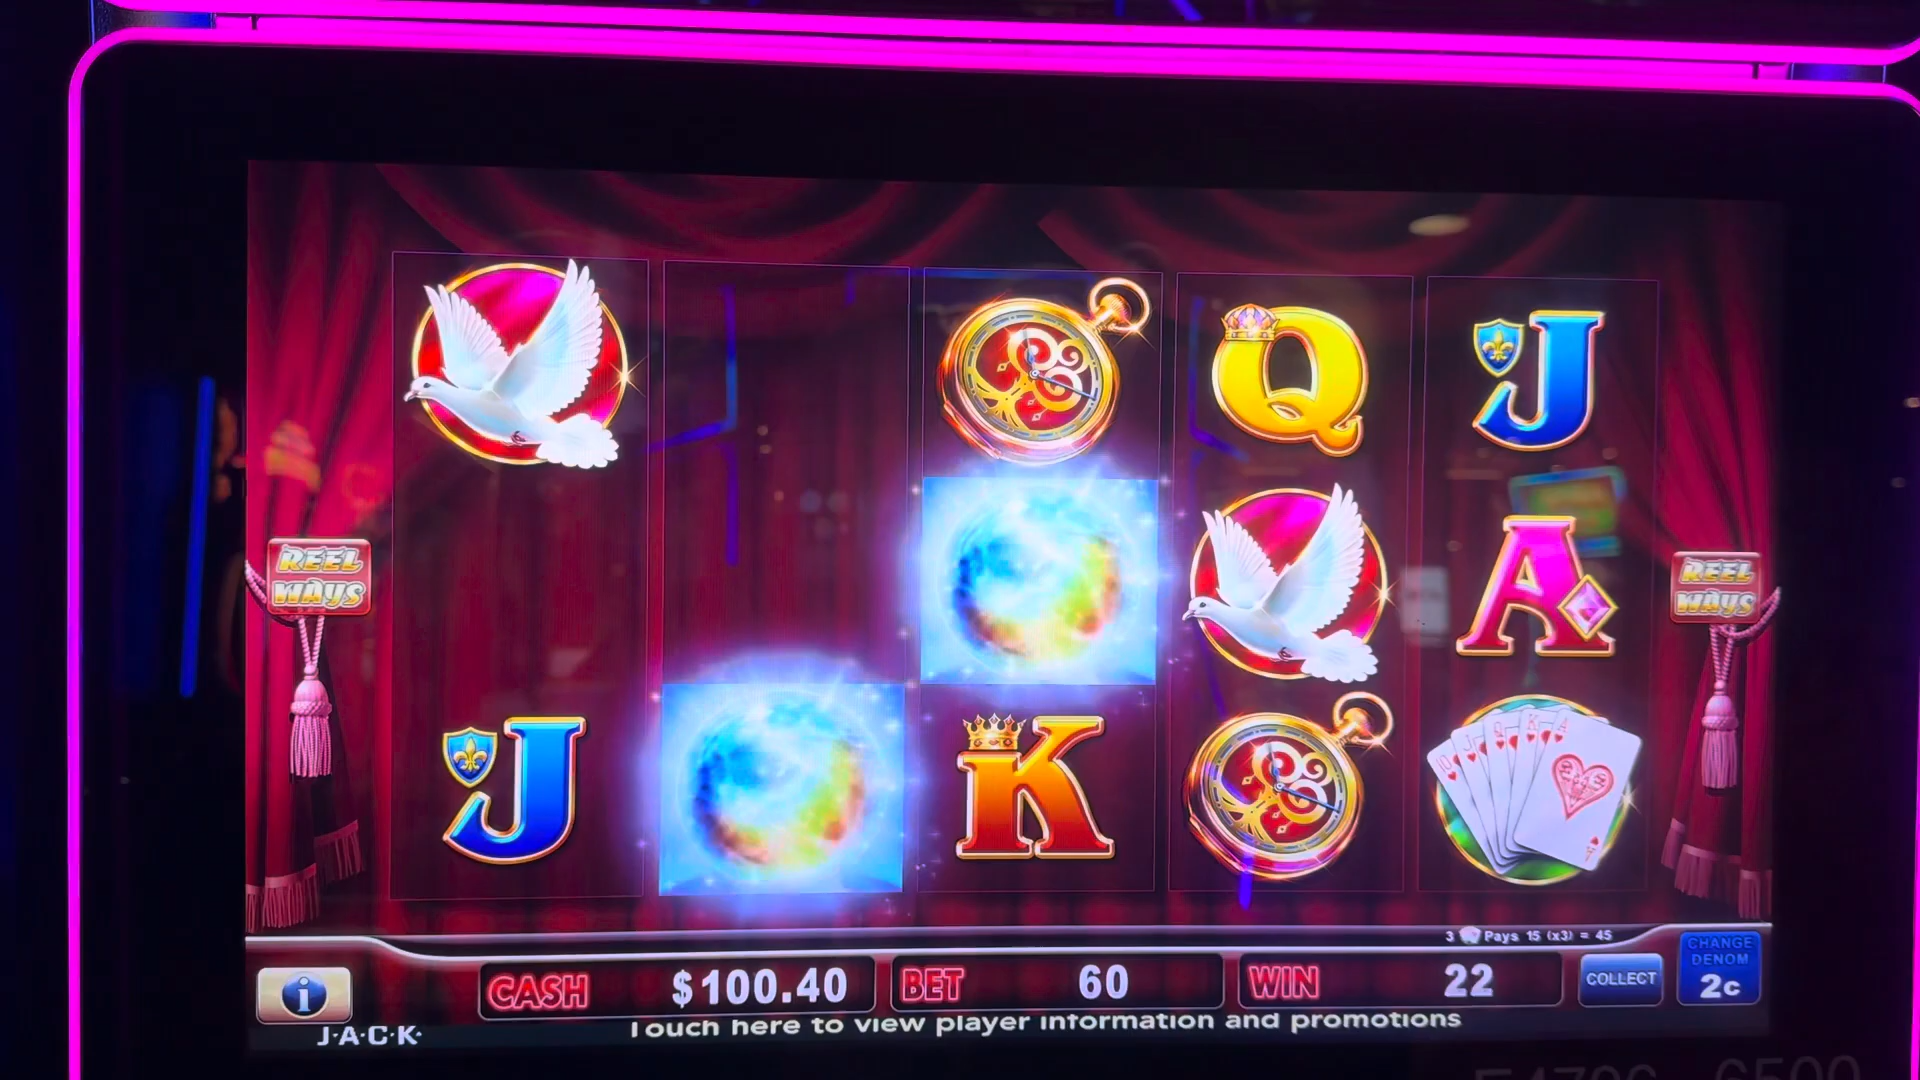 Q
J
REEL
WAYS
A
REEL
WAYS
J
K
3 Pays 15 (x3) = 45
CASH $100.40 BET 60 WIN 22 COLLECT
CHANGE
DENOM
2c
i
J·A·C·K
Touch here to view player information and promotions